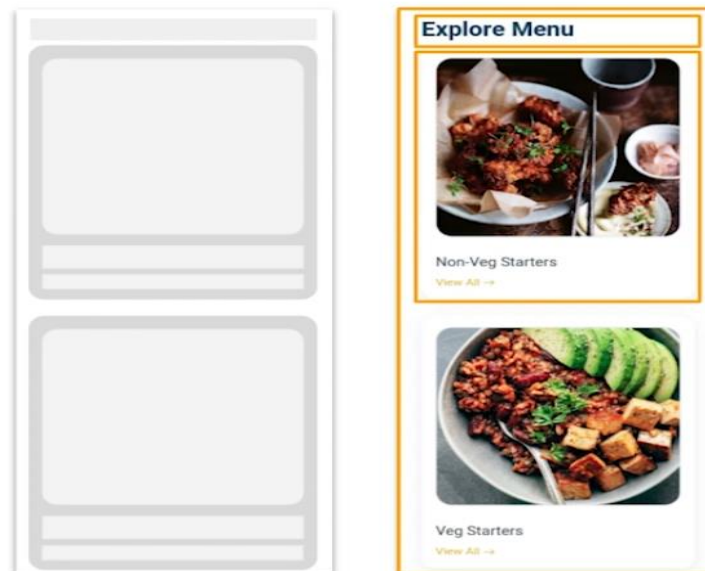 Explore Menu
Non-Veg Starters
View All →
Veg Starters
View All →